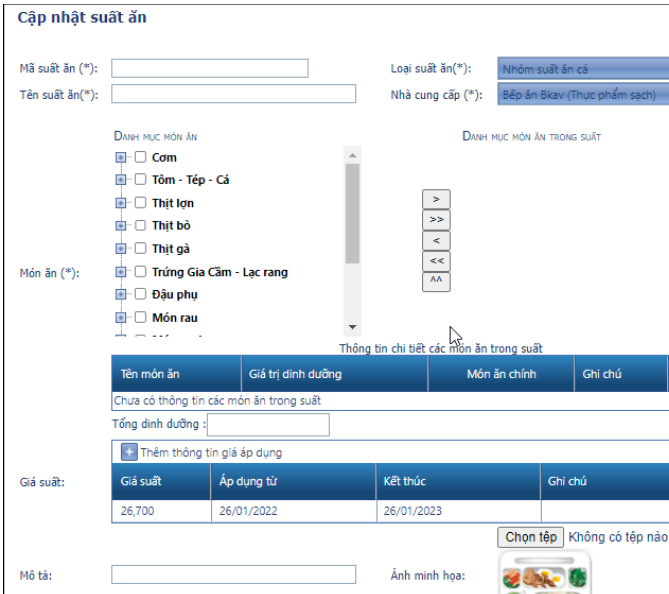 Cập nhật suất ăn
Mã suất ăn (*):
Loại suất ăn(*): Nhóm suất ăn cá
Tên suất ăn(*):
Nhà cung cấp (*): Bếp ăn Bkav (Thực phẩm sạch)
DANH MỤC MÓN ĂN
DANH MỤC MÓN ĂN TRONG SUẤT
Cơm
Tôm - Tép - Cá
Thịt lợn
Thịt bò
Thịt gà
Trứng Gia Cầm - Lạc rang
Đậu phụ
Món rau
>
>>
<
<<
^^
Món ăn (*):
Thông tin chi tiết các món ăn trong suất
Tên món ăn Giá trị dinh dưỡng Món ăn chính Ghi chú
Chưa có thông tin các món ăn trong suất
Tổng dinh dưỡng :
+ Thêm thông tin giá áp dụng
Giá suất:
Giá suất Áp dụng từ Kết thúc Ghi chú
26,700 26/01/2022 26/01/2023
Chọn tệp Không có tệp nào
Mô tả:
Ảnh minh họa: